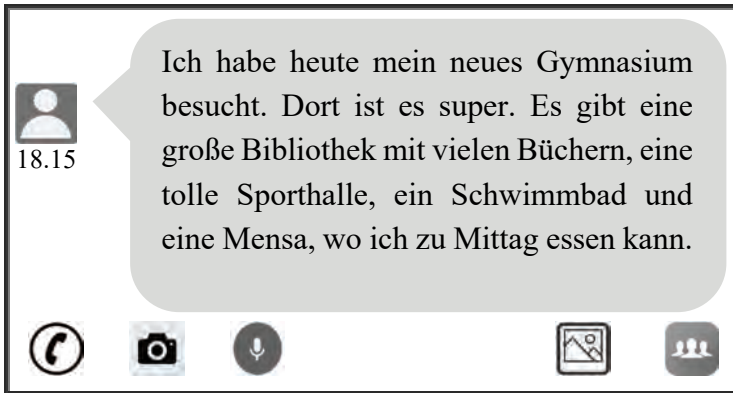 Ich habe heute mein neues Gymnasium
besucht. Dort ist es super. Es gibt eine
große Bibliothek mit vielen Büchern, eine
tolle Sporthalle, ein Schwimmbad und
eine Mensa, wo ich zu Mittag essen kann.
18.15